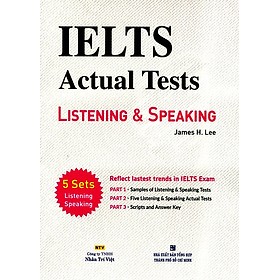 IELTS
Actual Tests
LISTENING & SPEAKING
James H. Lee
5 Sets
Listening
Speaking
Reflect lastest trends in IELTS Exam
PART 1 - Samples of Listening & Speaking Tests
PART 2 - Five Listening & Speaking Actual Tests
PART 3 - Scripts and Answer Key
NTV
Công ty TNHH
Nhân Trí Việt
NHÀ XUẤT BẢN TỔNG HỢP
THÀNH PHỐ HỒ CHÍ MINH